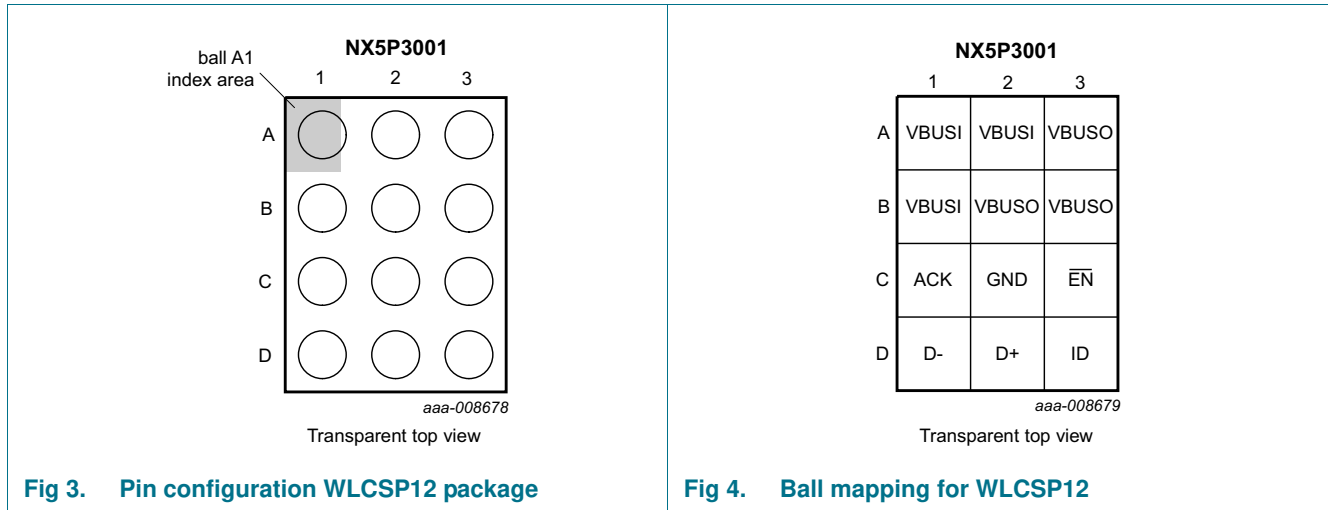 NX5P3001
ball A1
index area
1 2 3
A
B
C
D
aaa-008678
Transparent top view
Fig 3. Pin configuration WLCSP12 package
NX5P3001
1 2 3
A VBUSI VBUSI VBUSO
B VBUSI VBUSO VBUSO
C ACK GND E̅N̅
D D- D+ ID
aaa-008679
Transparent top view
Fig 4. Ball mapping for WLCSP12